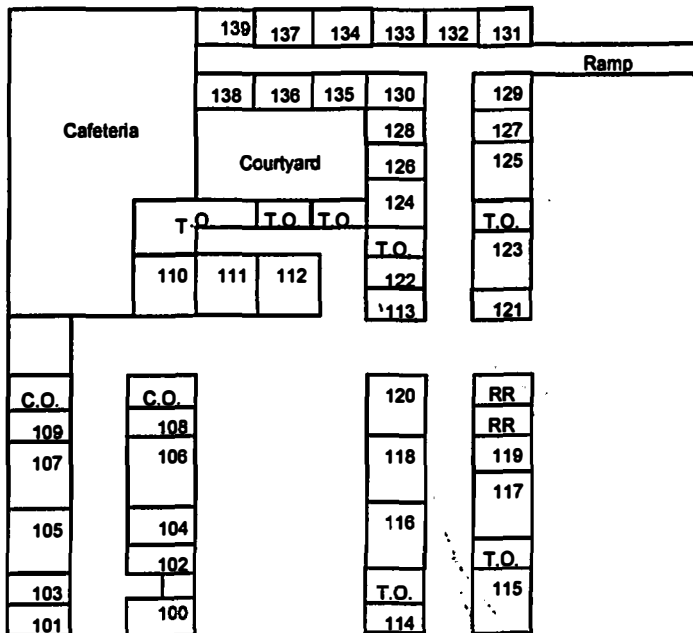 139 137 134 133 132 131
Ramp
138 136 135 130 129
Cafeteria
128 127
Courtyard
126 125
124
T.O. T.O. T.O. T.O.
T.O. 123
110 111 112 122
113 121
C.O. C.O. 120 RR
109 108 RR
107 106 118 119
117
105 104 116
102 T.O.
103 T.O. 115
101 100 114